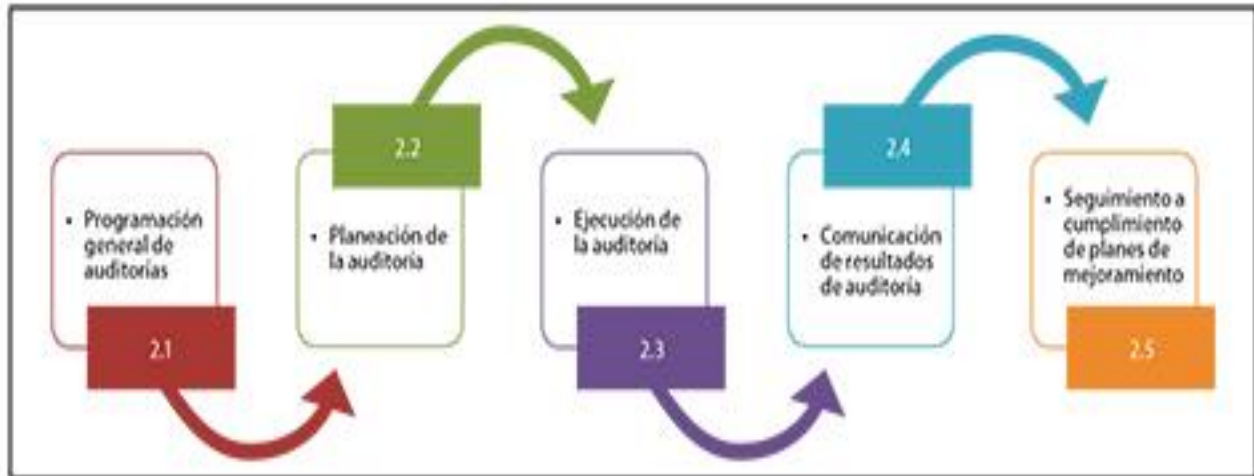 • Programación
general de
auditorías
2.1
2.2
• Planeación de
la auditoría
• Ejecución de
la auditoría
2.3
2.4
• Comunicación
de resultados
de auditoría
• Seguimiento a
cumplimiento
de planes de
mejoramiento
2.5